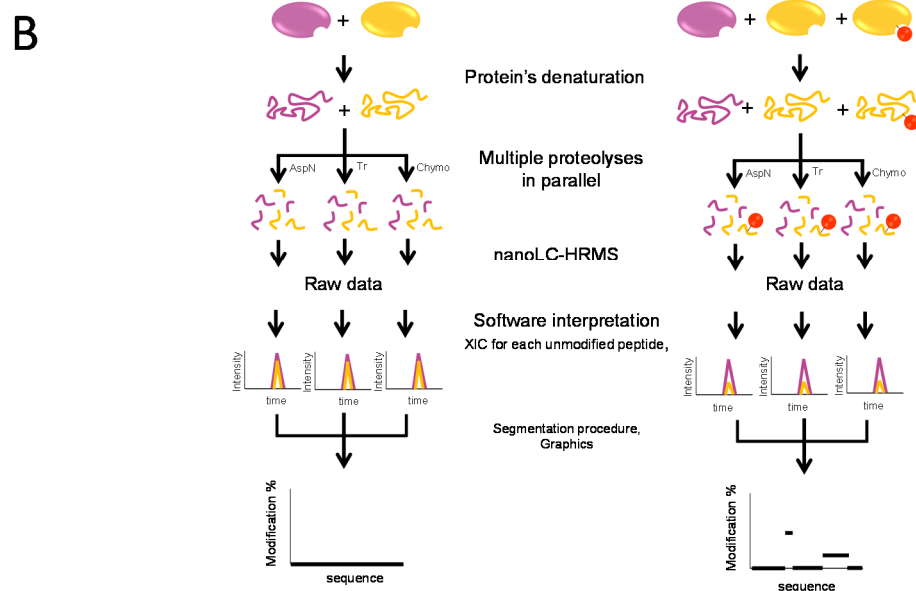 B
+
+
+
Protein's denaturation
+
+
+
Multiple proteolyses
in parallel
AspN
Tr
Chymo
AspN
Tr
Chymo
nanoLC-HRMS
Raw data
Raw data
Software interpretation
XIC for each unmodified peptide,
Intensity
Intensity
Intensity
time
time
time
Intensity
Intensity
Intensity
time
time
time
Segmentation procedure,
Graphics
Modification %
sequence
Modification %
sequence